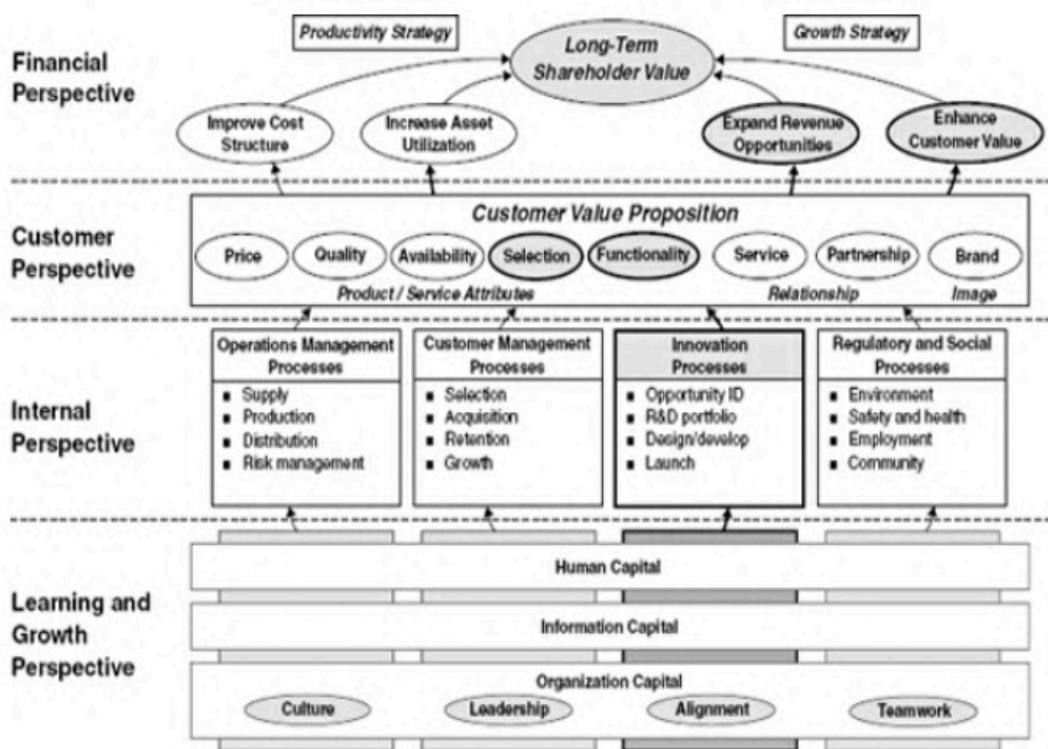 Financial
Perspective
Productivity Strategy
Long-Term
Shareholder Value
Growth Strategy
Improve Cost
Structure
Increase Asset
Utilization
Expand Revenue
Opportunities
Enhance
Customer Value
Customer
Perspective
Customer Value Proposition
Price
Quality
Availability
Selection
Functionality
Service
Partnership
Brand
Product / Service Attributes
Relationship
Image
Internal
Perspective
Operations Management
Processes
▪ Supply
▪ Production
▪ Distribution
▪ Risk management
Customer Management
Processes
▪ Selection
▪ Acquisition
▪ Retention
▪ Growth
Innovation
Processes
▪ Opportunity ID
▪ R&D portfolio
▪ Design/develop
▪ Launch
Regulatory and Social
Processes
▪ Environment
▪ Safety and health
▪ Employment
▪ Community
Learning and
Growth
Perspective
Human Capital
Information Capital
Organization Capital
Culture
Leadership
Alignment
Teamwork